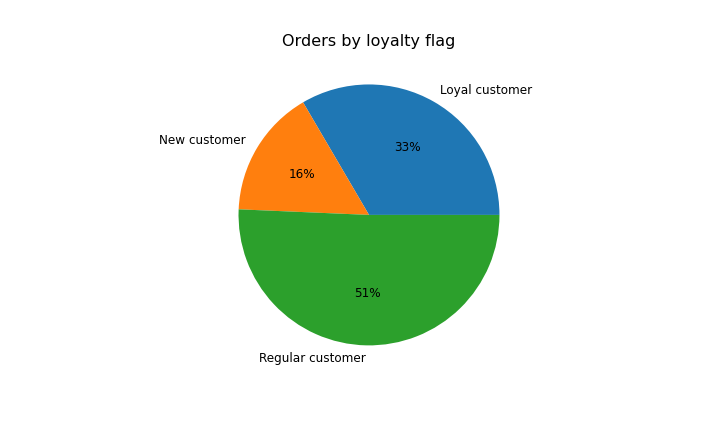 Orders by loyalty flag
Loyal customer
33%
New customer
16%
51%
Regular customer